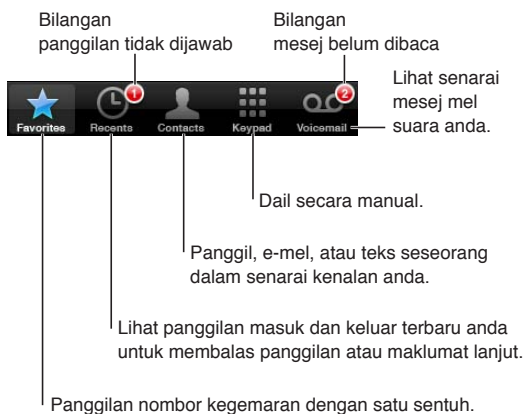 Bilangan
panggilan tidak dijawab
Bilangan
mesej belum dibaca
Lihat senarai
mesej mel
suara anda.
1
2
Favorites
Recents
Contacts
Keypad
Voicemail
Dail secara manual.
Panggil, e-mel, atau teks seseorang
dalam senarai kenalan anda.
Lihat panggilan masuk dan keluar terbaru anda
untuk membalas panggilan atau maklumat lanjut.
Panggilan nombor kegemaran dengan satu sentuh.